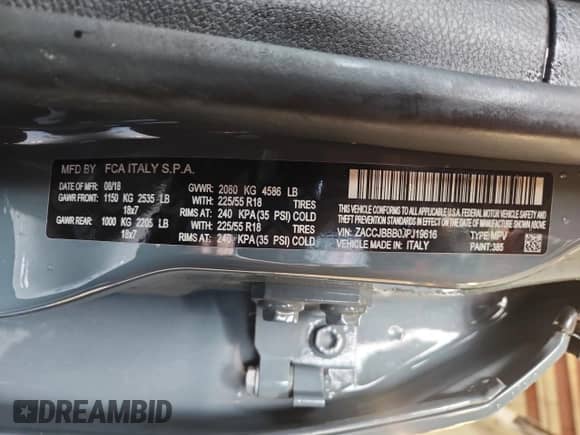 MFD BY FCA ITALY S.P.A.
DATE OF MFR 08/18 GVWR: 2080 KG 4586 LB
GAWR FRONT: 1150 KG 2535 LB WITH: 225/55 R18 TIRES
18x7 RIMS AT: 240 KPA(35 PSI) COLD
GAWR REAR: 1000 KG 2205 LB WITH: 225/55 R18 TIRES
18x7 RIMS AT: 240 KPA(35 PSI) COLD
THIS VEHICLE CONFORMS TO ALL APPLICABLE FEDERAL MOTOR VEHICLE SAFETY AND
THEFT PREVENTION STANDARDS IN EFFECT ON THE DATE OF MANUFACTURE SHOWN ABOVE.
VIN: TYPE MPV
VEHICLE MADE IN: ITALY PAINT:385
DREAMBID